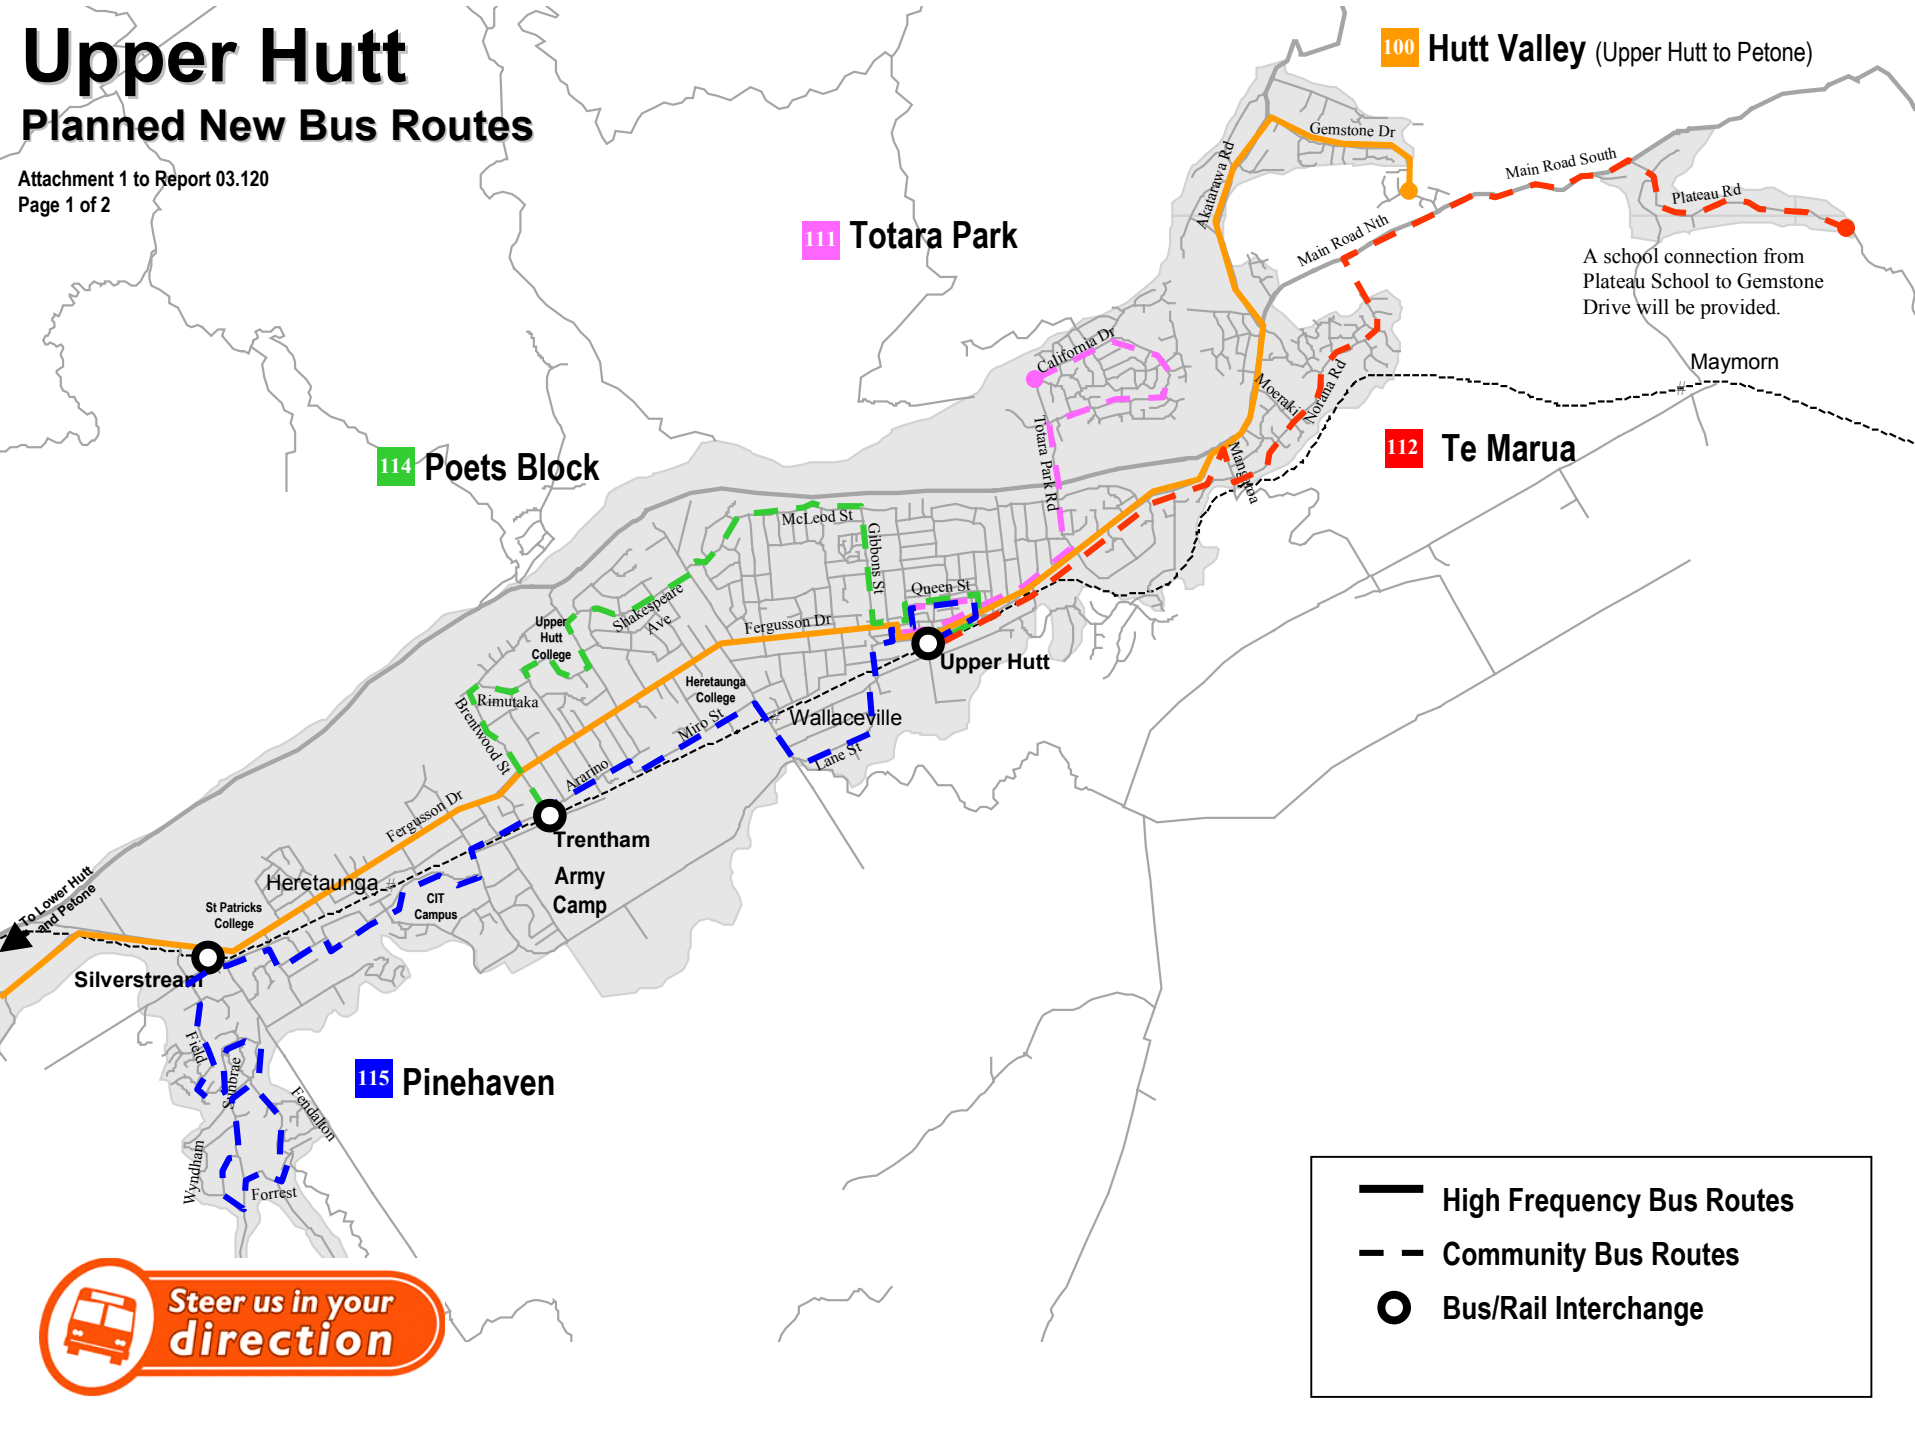 Upper Hutt
Planned New Bus Routes
Attachment 1 to Report 03.120
Page 1 of 2
100 Hutt Valley (Upper Hutt to Petone)
Gemstone Dr
Akatarawa Rd
Main Road South
Plateau Rd
Main Road Nth
111 Totara Park
A school connection from
Plateau School to Gemstone
Drive will be provided.
California Dr
Maymorn
Moeraki
Norana Rd
Totara Park Rd
112 Te Marua
Mangaroa
114 Poets Block
McLeod St
Gibbons St
Queen St
Shakespeare
Ave
Upper
Hutt
College
Fergusson Dr
Upper Hutt
Heretaunga
College
Rimutaka
Brentwood St
Miro St
Wallaceville
Lane St
Ararino
Fergusson Dr
Trentham
Army
Camp
Heretaunga
CIT
Campus
St Patricks
College
To Lower Hutt
and Petone
Silverstream
Field
Sunbrae
Fendalton
115 Pinehaven
Wyndham
Forrest
High Frequency Bus Routes
Community Bus Routes
Bus/Rail Interchange
Steer us in your
direction